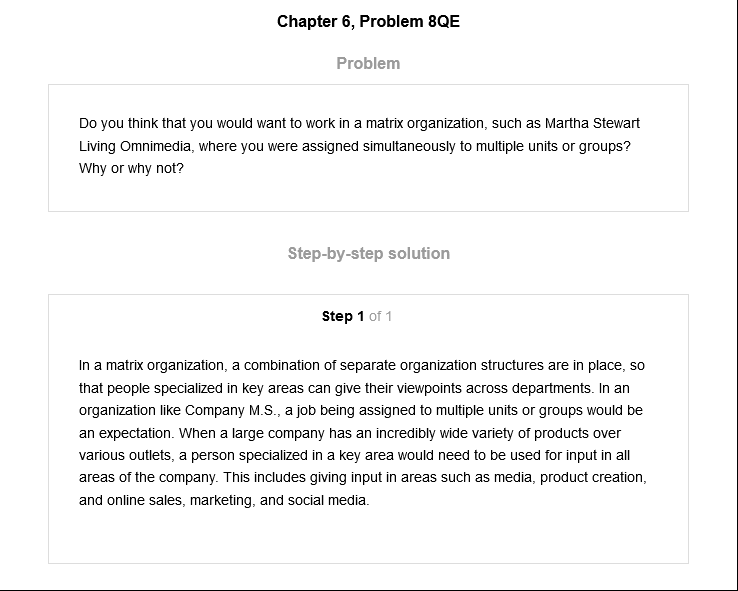 Chapter 6, Problem 8QE
Problem
Do you think that you would want to work in a matrix organization, such as Martha Stewart
Living Omnimedia, where you were assigned simultaneously to multiple units or groups?
Why or why not?
Step-by-step solution
Step 1 of 1
In a matrix organization, a combination of separate organization structures are in place, so
that people specialized in key areas can give their viewpoints across departments. In an
organization like Company M.S., a job being assigned to multiple units or groups would be
an expectation. When a large company has an incredibly wide variety of products over
various outlets, a person specialized in a key area would need to be used for input in all
areas of the company. This includes giving input in areas such as media, product creation,
and online sales, marketing, and social media.